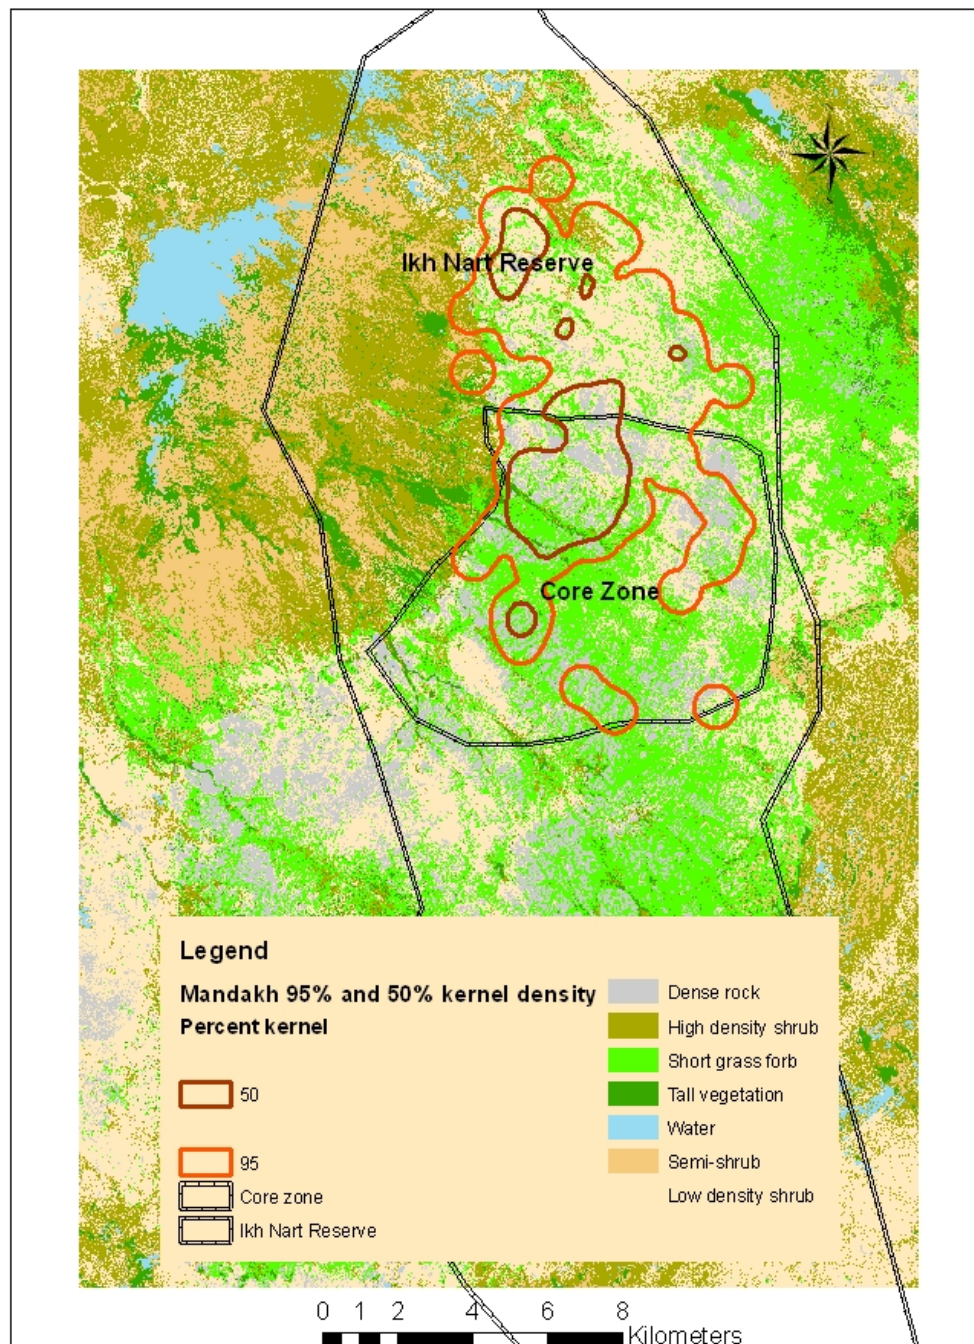 Ikh Nart Reserve
Core Zone
Legend
Mandakh 95% and 50% kernel density
Percent kernel
50
95
Core zone
Ikh Nart Reserve
Dense rock
High density shrub
Short grass forb
Tall vegetation
Water
Semi-shrub
Low density shrub
0 1 2 4 6 8
Kilometers